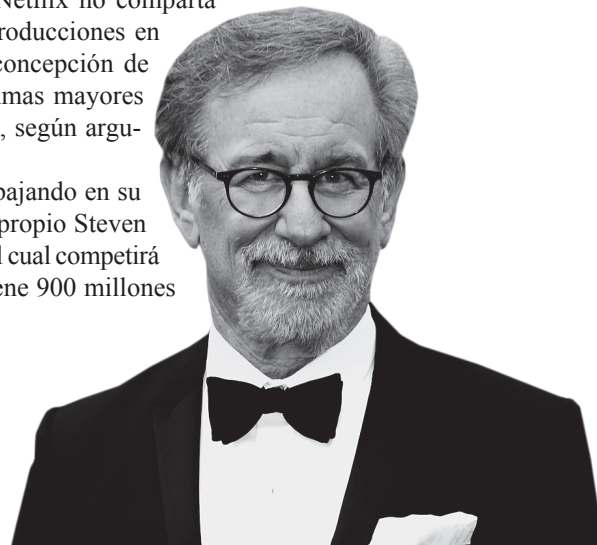 Netflix no comparta
roducciones en
concepción de
mas mayores
, según argu-
bajando en su
propio Steven
l cual competirá
ene 900 millones